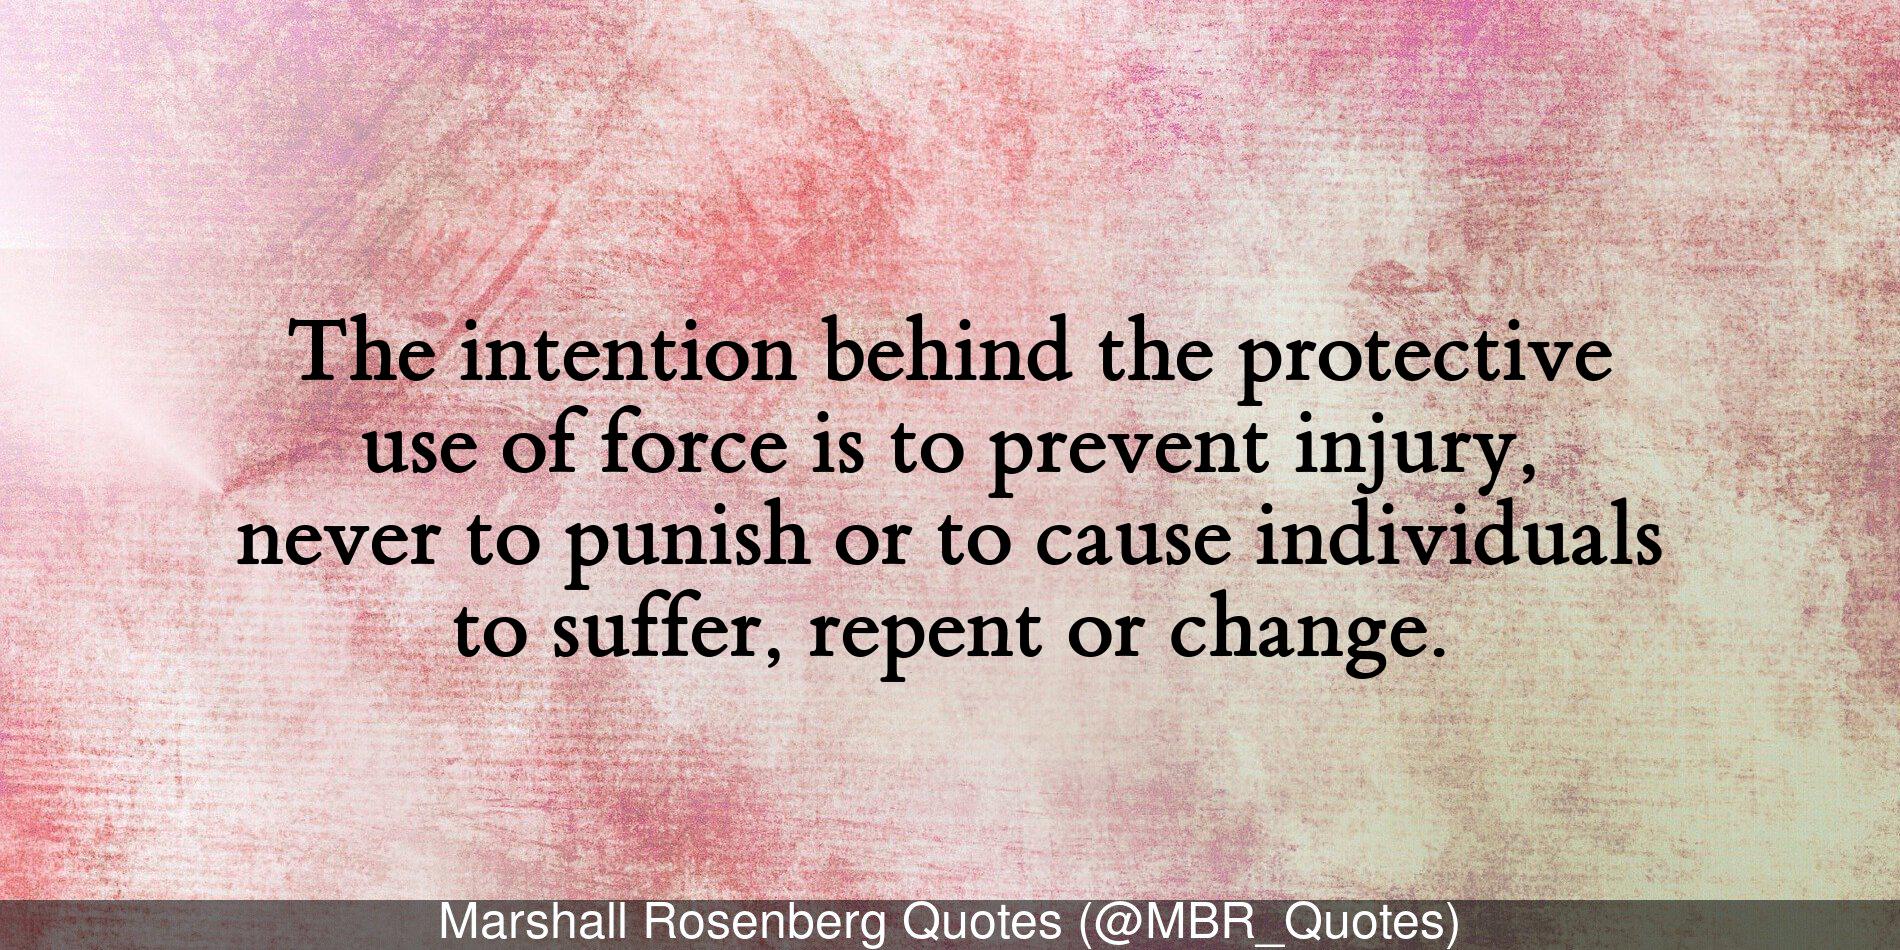 The intention behind the protective
use of force is to prevent injury,
never to punish or to cause individuals
to suffer, repent or change.
Marshall Rosenberg Quotes (@MBR_Quotes)